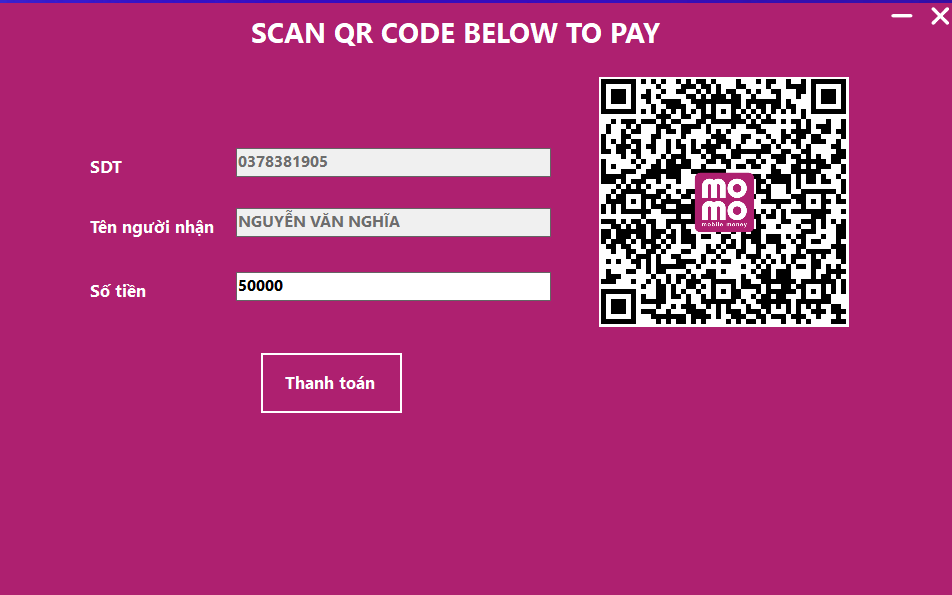 SCAN QR CODE BELOW TO PAY
SDT
0378381905
Tên người nhận
NGUYỄN VĂN NGHĨA
Số tiền
50000
Thanh toán
mo
mo
mobile money